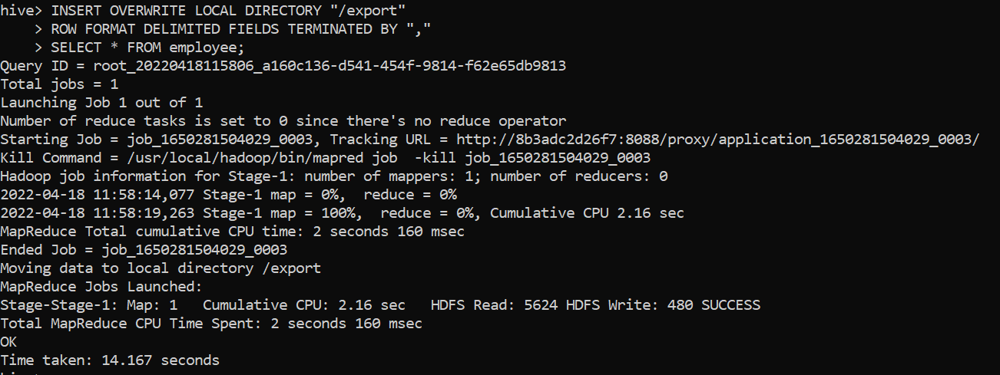 hive> INSERT OVERWRITE LOCAL DIRECTORY "/export"
    > ROW FORMAT DELIMITED FIELDS TERMINATED BY ","
    > SELECT * FROM employee;
Query ID = root_20220418115806_a160c136-d541-454f-9814-f62e65db9813
Total jobs = 1
Launching Job 1 out of 1
Number of reduce tasks is set to 0 since there's no reduce operator
Starting Job = job_1650281504029_0003, Tracking URL = http://8b3adc2d26f7:8088/proxy/application_1650281504029_0003/
Kill Command = /usr/local/hadoop/bin/mapred job  -kill job_1650281504029_0003
Hadoop job information for Stage-1: number of mappers: 1; number of reducers: 0
2022-04-18 11:58:14,077 Stage-1 map = 0%,  reduce = 0%
2022-04-18 11:58:19,263 Stage-1 map = 100%,  reduce = 0%, Cumulative CPU 2.16 sec
MapReduce Total cumulative CPU time: 2 seconds 160 msec
Ended Job = job_1650281504029_0003
Moving data to local directory /export
MapReduce Jobs Launched:
Stage-Stage-1: Map: 1   Cumulative CPU: 2.16 sec   HDFS Read: 5624 HDFS Write: 480 SUCCESS
Total MapReduce CPU Time Spent: 2 seconds 160 msec
OK
Time taken: 14.167 seconds